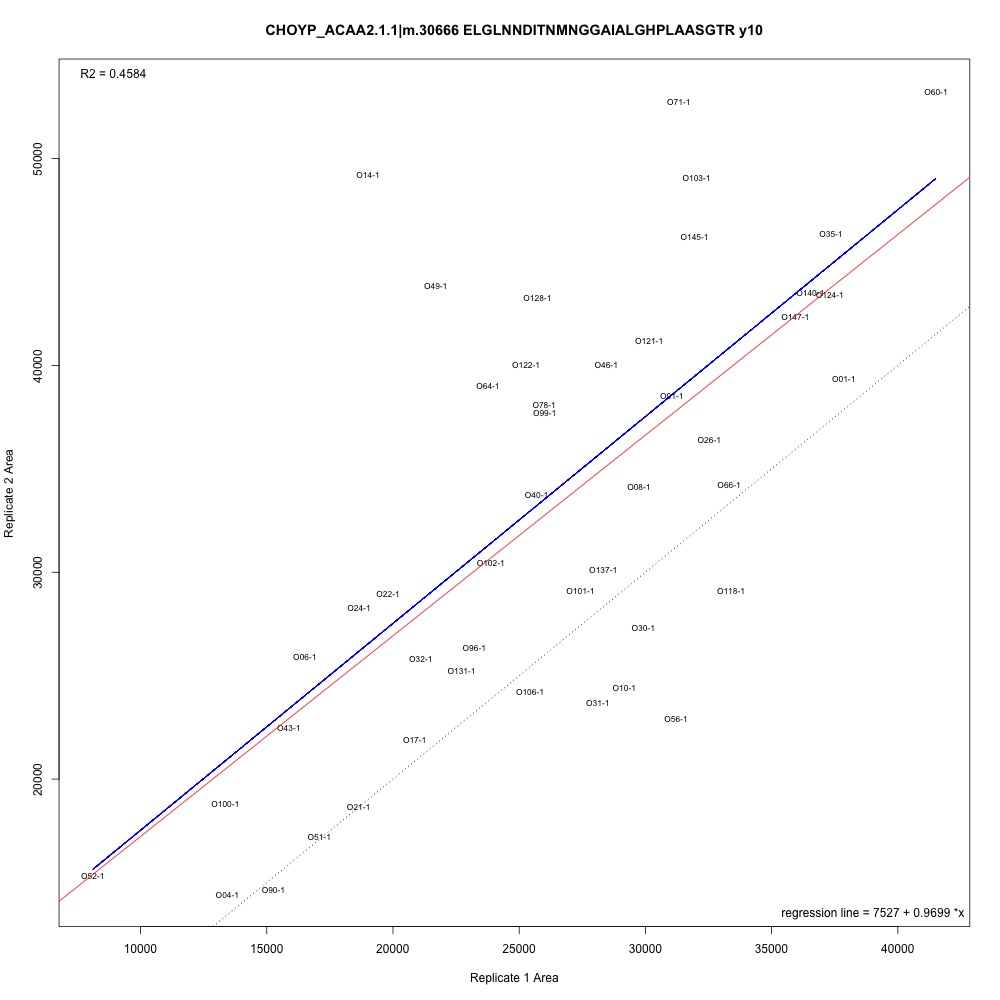 CHOYP_ACAA2.1.1|m.30666 ELGLNNDITNMNGGAIALGHPLAASGTR y10
R2 = 0.4584
O60-1
O71-1
O14-1
O103-1
O145-1
O35-1
O49-1
O128-1
O140-1
O124-1
O147-1
O121-1
O122-1
O46-1
O01-1
O64-1
O91-1
O78-1
O99-1
O26-1
O66-1
O08-1
O40-1
O102-1
O137-1
O101-1
O118-1
O22-1
O24-1
O30-1
O96-1
O06-1
O32-1
O131-1
O106-1
O10-1
O31-1
O56-1
O43-1
O17-1
O100-1
O21-1
O51-1
O52-1
O04-1
O90-1
regression line = 7527 + 0.9699 *x
50000
40000
30000
20000
Replicate 2 Area
10000 15000 20000 25000 30000 35000 40000
Replicate 1 Area